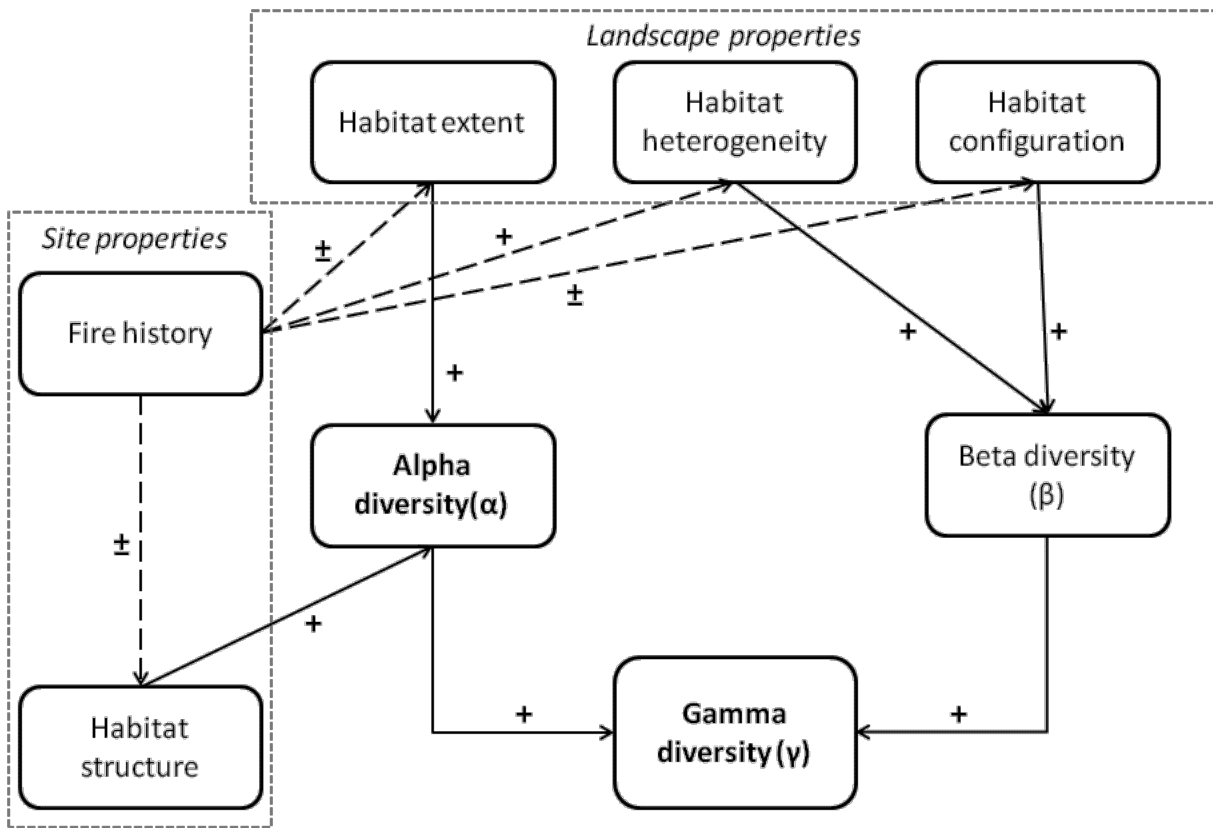 Landscape properties
Habitat extent
Habitat
heterogeneity
Habitat
configuration
Site properties
Fire history
±
+
±
+
+
+
Alpha
diversity(α)
Beta diversity
(β)
±
+
Habitat
structure
+
Gamma
diversity (γ)
+